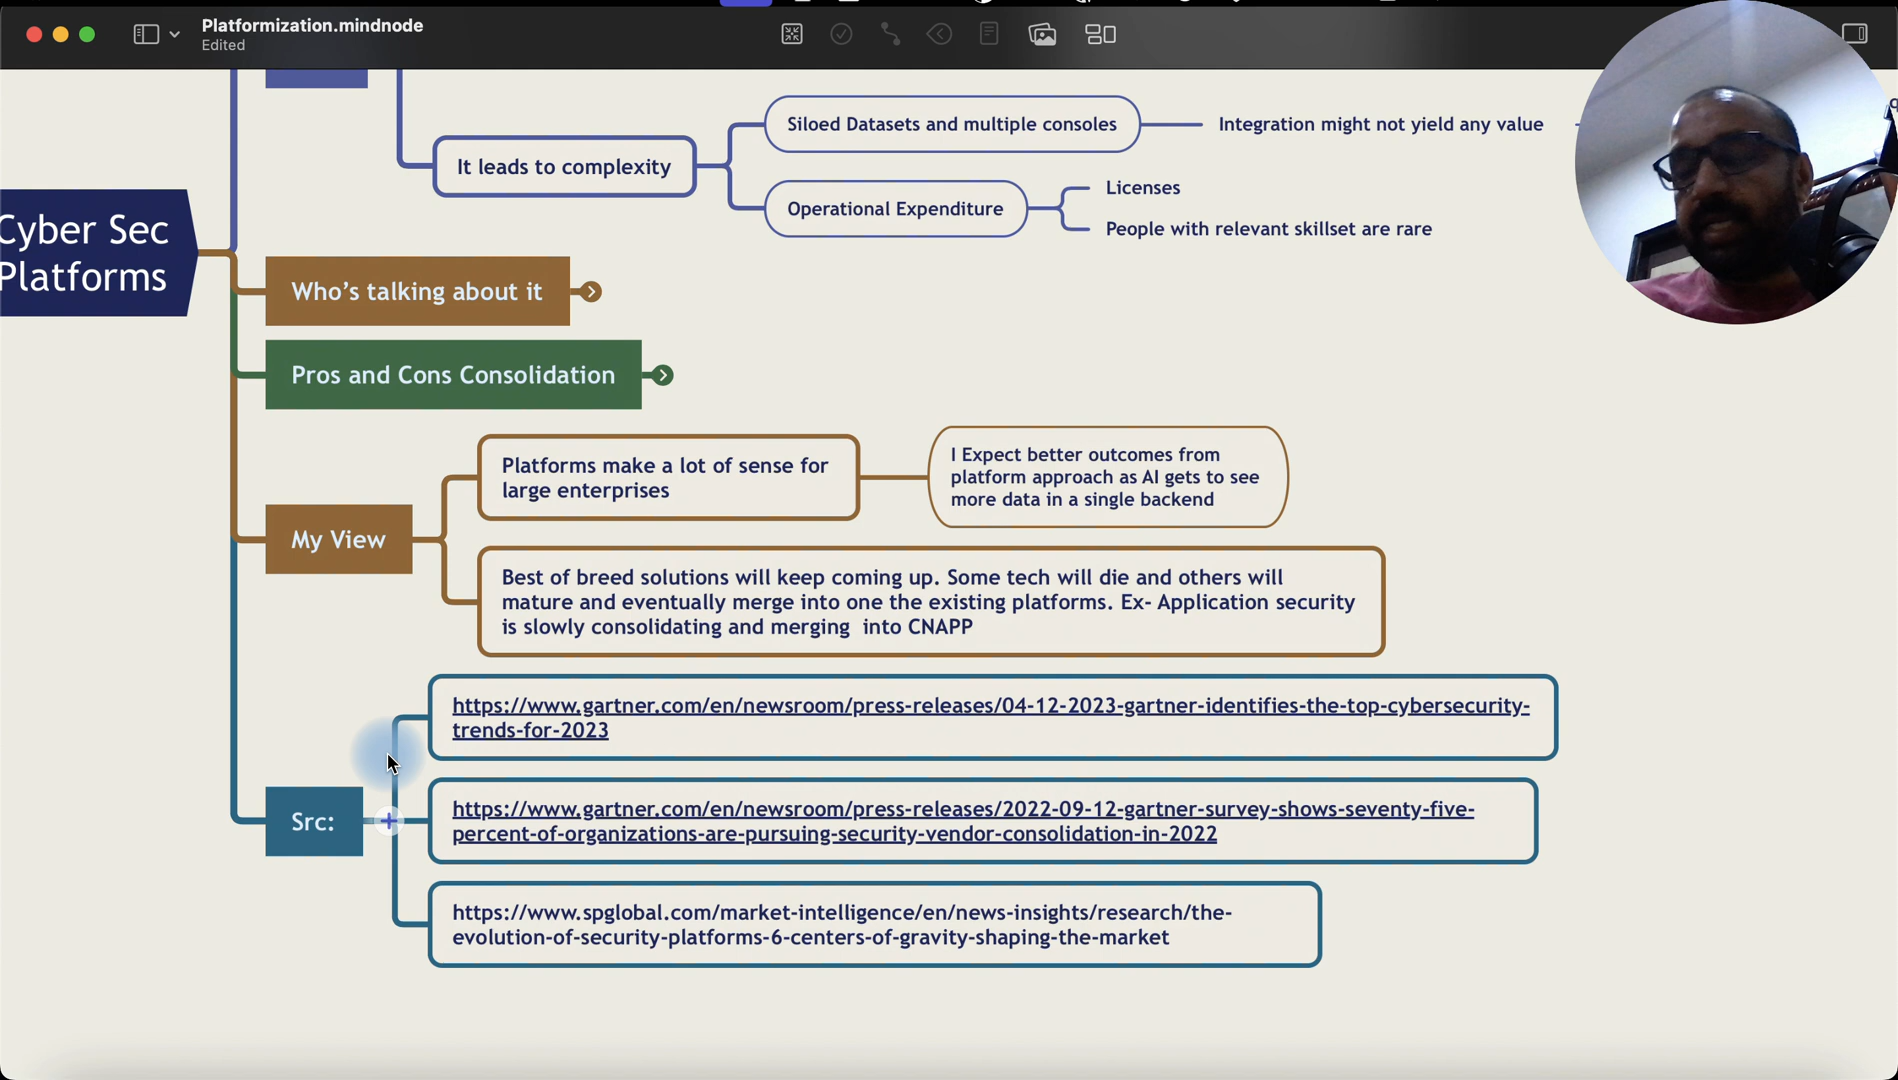 Platformization.mindnode
Edited
Siloed Datasets and multiple consoles
Integration might not yield any value
It leads to complexity
Licenses
Operational Expenditure
People with relevant skillset are rare
Cyber Sec
Platforms
Who's talking about it
Pros and Cons Consolidation
Platforms make a lot of sense for
large enterprises
I Expect better outcomes from
platform approach as AI gets to see
more data in a single backend
My View
Best of breed solutions will keep coming up. Some tech will die and others will
mature and eventually merge into one the existing platforms. Ex- Application security
is slowly consolidating and merging  into CNAPP
https://www.gartner.com/en/newsroom/press-releases/04-12-2023-gartner-identifies-the-top-cybersecurity-
trends-for-2023
Src:
https://www.gartner.com/en/newsroom/press-releases/2022-09-12-gartner-survey-shows-seventy-five-
percent-of-organizations-are-pursuing-security-vendor-consolidation-in-2022
https://www.spglobal.com/market-intelligence/en/news-insights/research/the-
evolution-of-security-platforms-6-centers-of-gravity-shaping-the-market